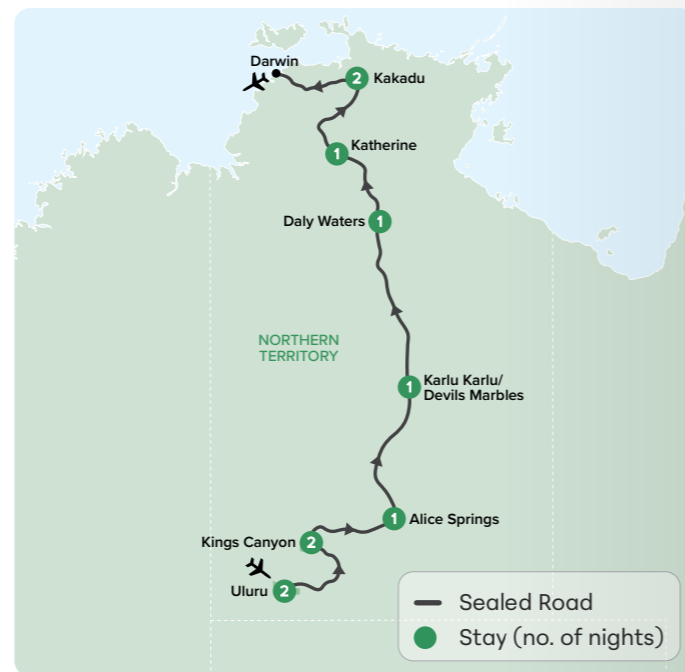 Darwin
2 Kakadu
1 Katherine
Daly Waters 1
NORTHERN
TERRITORY
1 Karlu Karlu/
Devils Marbles
1 Alice Springs
Kings Canyon 2
Uluru 2
Sealed Road
Stay (no. of nights)